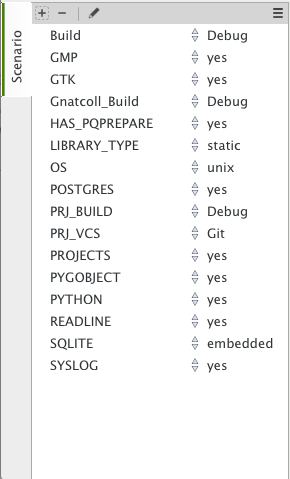 Scenario
Build Debug
GMP yes
GTK yes
Gnatcoll_Build Debug
HAS_PQPREPARE yes
LIBRARY_TYPE static
OS unix
POSTGRES yes
PRJ_BUILD Debug
PRJ_VCS Git
PROJECTS yes
PYGOBJECT yes
PYTHON yes
READLINE yes
SQLITE embedded
SYSLOG yes